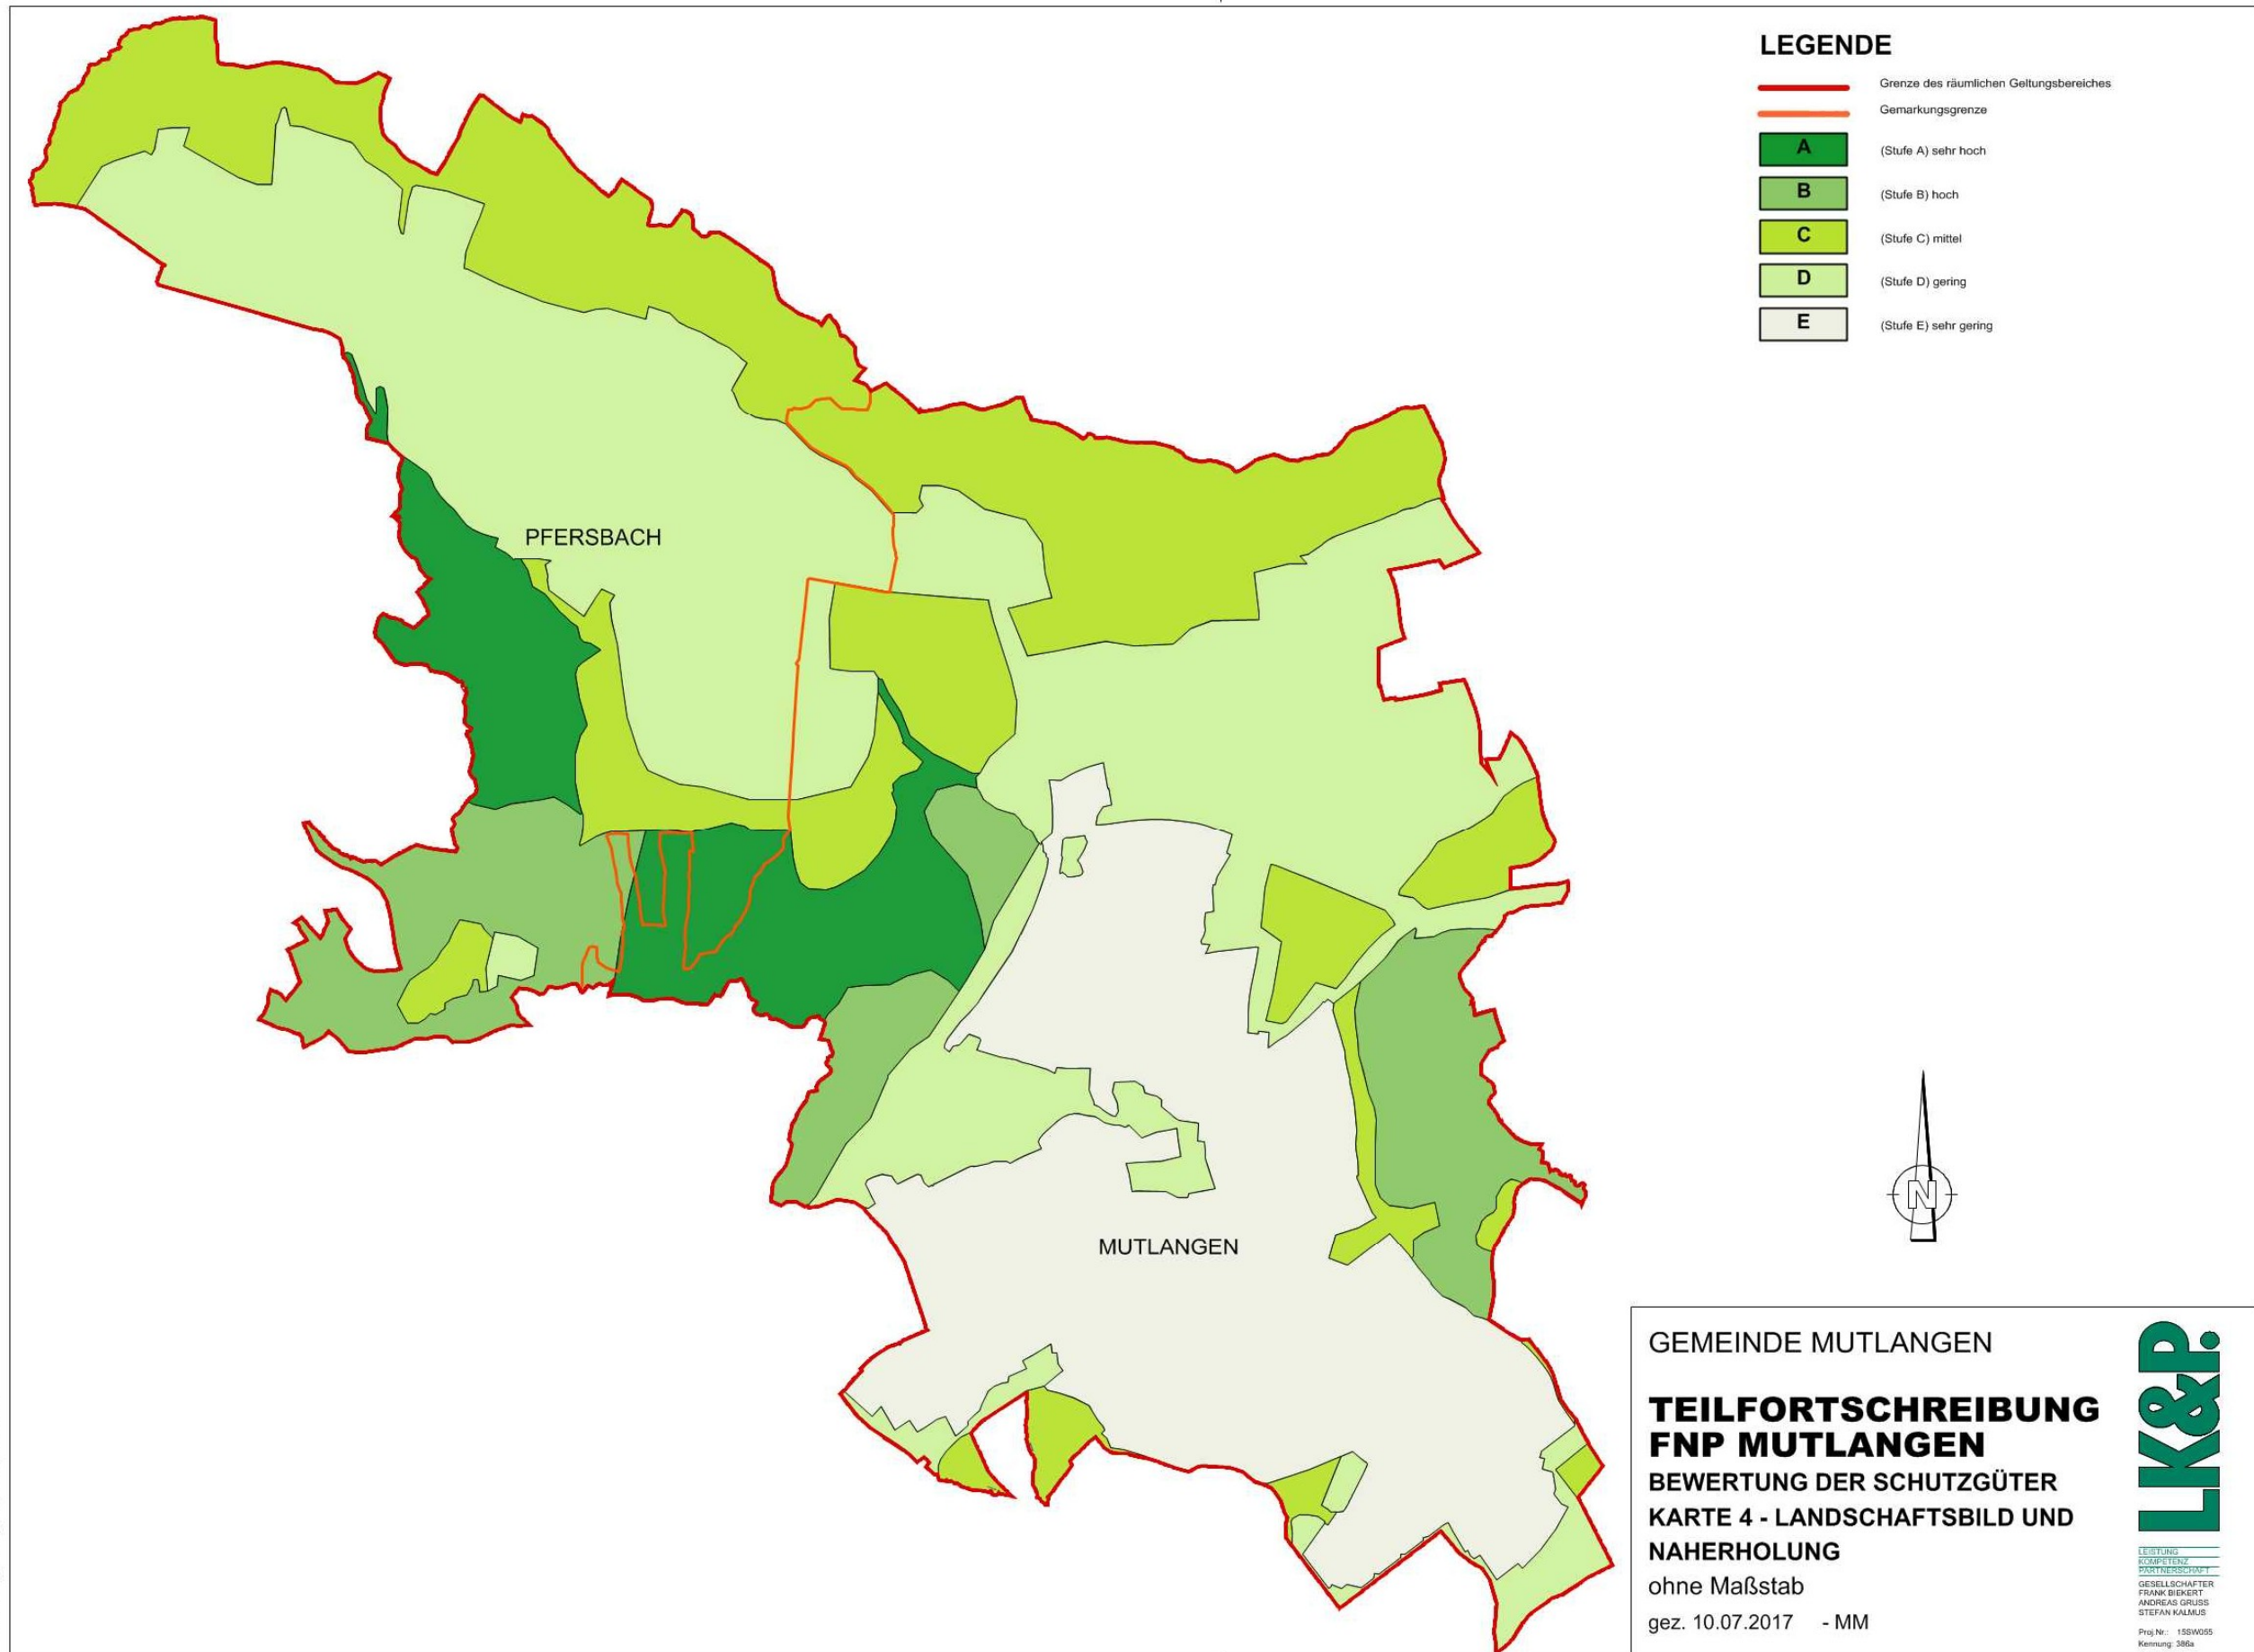 LEGENDE
Grenze des räumlichen Geltungsbereiches
Gemarkungsgrenze
A (Stufe A) sehr hoch
B (Stufe B) hoch
C (Stufe C) mittel
D (Stufe D) gering
E (Stufe E) sehr gering
PFERSBACH
MUTLANGEN
N
GEMEINDE MUTLANGEN
TEILFORTSCHREIBUNG
FNP MUTLANGEN
BEWERTUNG DER SCHUTZGÜTER
KARTE 4 - LANDSCHAFTSBILD UND
NAHERHOLUNG
ohne Maßstab
gez. 10.07.2017 - MM
LK&P.
LEISTUNG
KOMPETENZ
PARTNERSCHAFT
GESELLSCHAFTER
FRANK BIEKERT
ANDREAS GRUSS
STEFAN KALMUS
Proj.Nr.: 15SW055
Kennung: 386a